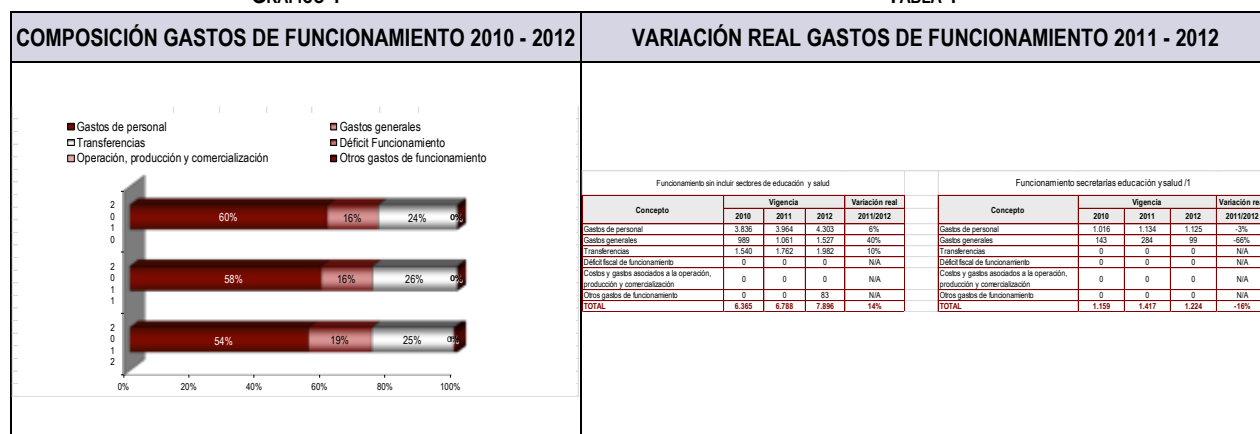 COMPOSICIÓN GASTOS DE FUNCIONAMIENTO 2010 - 2012
VARIACIÓN REAL GASTOS DE FUNCIONAMIENTO 2011 - 2012
Gastos de personal
Gastos generales
Transferencias
Déficit Funcionamiento
Operación, producción y comercialización
Otros gastos de funcionamiento
2010
60% 16% 24% 0%
2011
58% 16% 26% 0%
2012
54% 19% 25% 0%
0% 20% 40% 60% 80% 100%
Funcionamiento sin incluir sectores de educación y salud
Concepto Vigencia Variación real
2010 2011 2012 2011/2012
Gastos de personal 3.836 3.964 4.303 6%
Gastos generales 989 1.061 1.527 40%
Transferencias 1.540 1.762 1.982 10%
Déficit fiscal de funcionamiento 0 0 0 N/A
Costos y gastos asociados a la operación,
producción y comercialización 0 0 0 N/A
Otros gastos de funcionamiento 0 0 83 N/A
TOTAL 6.365 6.788 7.896 14%
Funcionamiento secretarías educación y salud /1
Concepto Vigencia
2010 2011 2012 2011/2012
Gastos de personal 1.016 1.134 1.125 -3%
Gastos generales 143 284 99 -66%
Transferencias 0 0 0 N/A
Déficit fiscal de funcionamiento 0 0 0 N/A
Costos y gastos asociados a la operación,
producción y comercialización 0 0 0 N/A
Otros gastos de funcionamiento 0 0 0 N/A
TOTAL 1.159 1.417 1.224 -16%